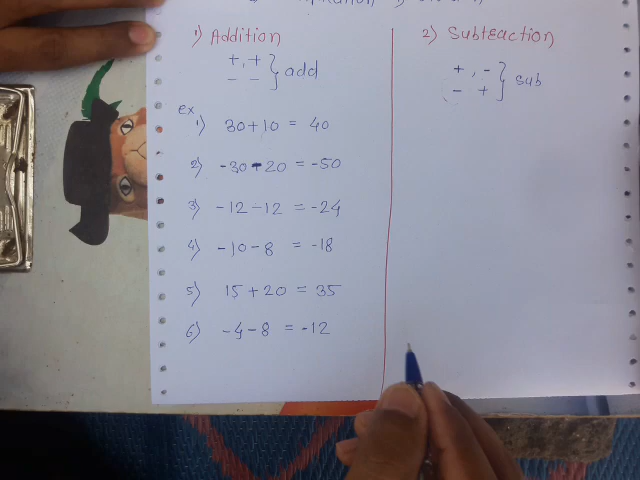 1) Addition
+ , + } add
- -
ex
1) 30+10 = 40
2) -30-20 = -50
3) -12-12 = -24
4) -10-8 = -18
5) 15+20 = 35
6) -4-8 = -12
2) Subteaction
+ , - } sub
- +